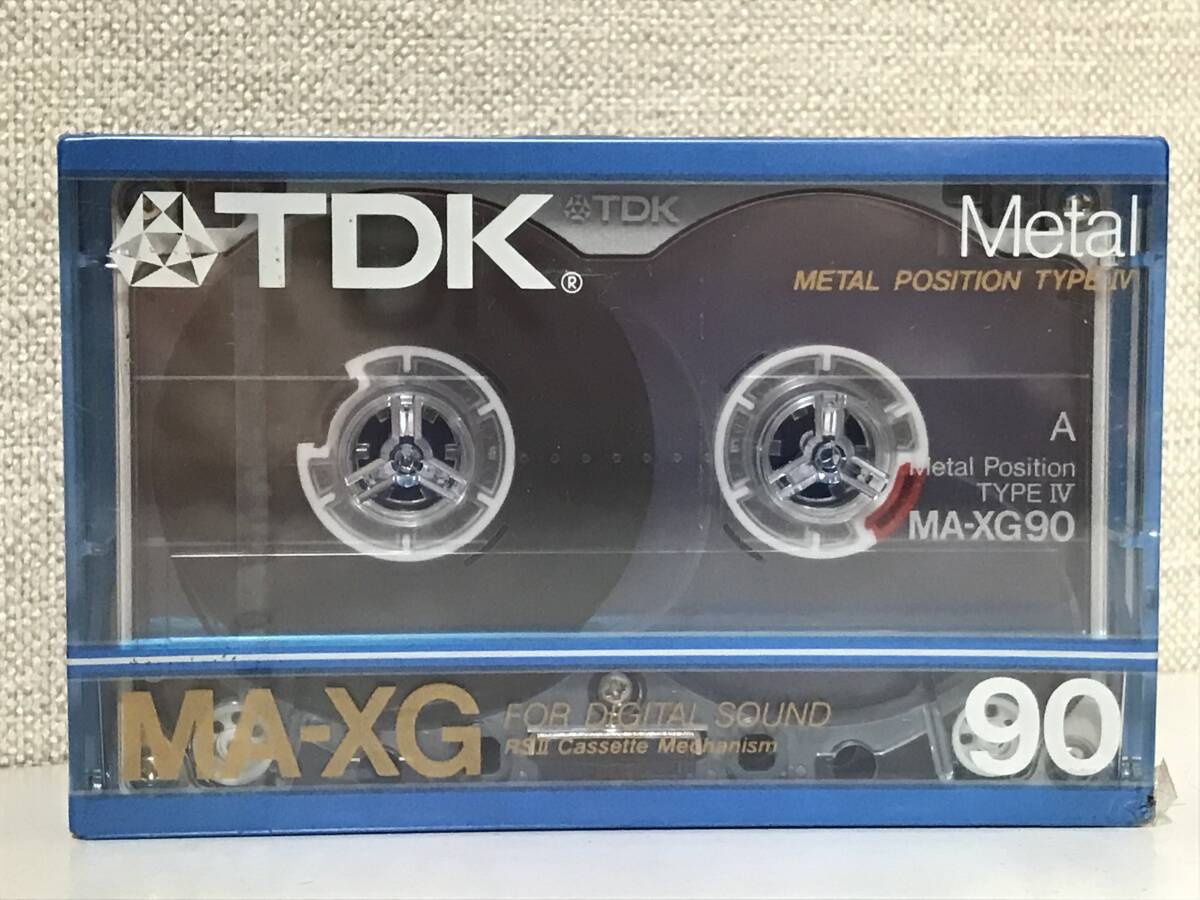 TDK®
TDK
Metal
METAL POSITION TYPE IV
A
Metal Position
TYPE IV
MA-XG90
MA-XG
FOR DIGITAL SOUND
RSII Cassette Mechanism
90